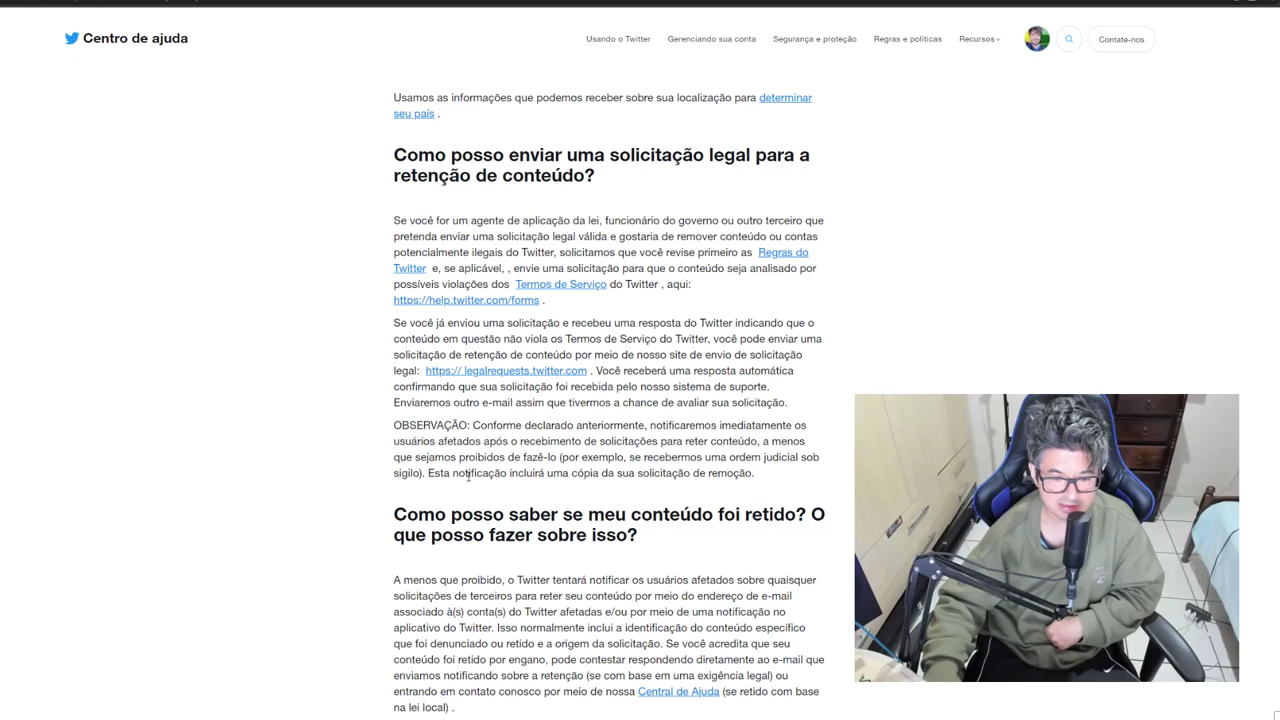 Centro de ajuda
Usando o Twitter
Gerenciando sua conta
Segurança e proteção
Regras e políticas
Recursos
Contate-nos
Usamos as informações que podemos receber sobre sua localização para determinar
seu país .
Como posso enviar uma solicitação legal para a
retenção de conteúdo?
Se você for um agente de aplicação da lei, funcionário do governo ou outro terceiro que
pretenda enviar uma solicitação legal válida e gostaria de remover conteúdo ou contas
potencialmente ilegais do Twitter, solicitamos que você revise primeiro as Regras do
Twitter e, se aplicável, , envie uma solicitação para que o conteúdo seja analisado por
possíveis violações dos Termos de Serviço do Twitter , aqui:
https://help.twitter.com/forms .
Se você já enviou uma solicitação e recebeu uma resposta do Twitter indicando que o
conteúdo em questão não viola os Termos de Serviço do Twitter, você pode enviar uma
solicitação de retenção de conteúdo por meio de nosso site de envio de solicitação
legal: https:// legalrequests.twitter.com . Você receberá uma resposta automática
confirmando que sua solicitação foi recebida pelo nosso sistema de suporte.
Enviaremos outro e-mail assim que tivermos a chance de avaliar sua solicitação.
OBSERVAÇÃO: Conforme declarado anteriormente, notificaremos imediatamente os
usuários afetados após o recebimento de solicitações para reter conteúdo, a menos
que sejamos proibidos de fazê-lo (por exemplo, se recebermos uma ordem judicial sob
sigilo). Esta notificação incluirá uma cópia da sua solicitação de remoção.
Como posso saber se meu conteúdo foi retido? O
que posso fazer sobre isso?
A menos que proibido, o Twitter tentará notificar os usuários afetados sobre quaisquer
solicitações de terceiros para reter seu conteúdo por meio do endereço de e-mail
associado à(s) conta(s) do Twitter afetadas e/ou por meio de uma notificação no
aplicativo do Twitter. Isso normalmente inclui a identificação do conteúdo específico
que foi denunciado ou retido e a origem da solicitação. Se você acredita que seu
conteúdo foi retido por engano, pode contestar respondendo diretamente ao e-mail que
enviamos notificando sobre a retenção (se com base em uma exigência legal) ou
entrando em contato conosco por meio de nossa Central de Ajuda (se retido com base
na lei local) .